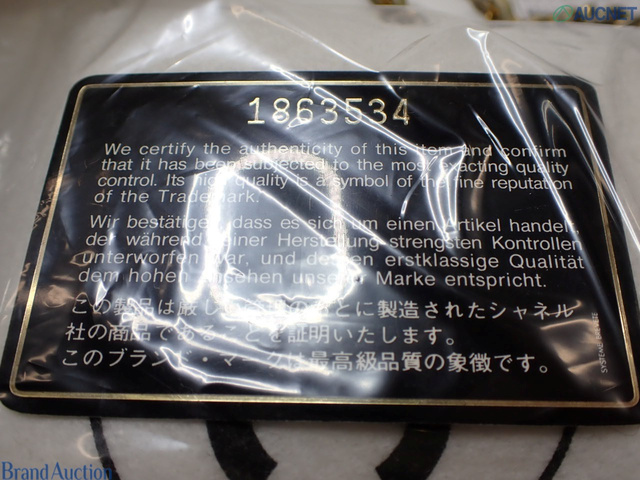 AUCNET
1863534
We certify the authenticity of this item and confirm
that it has been subjected to the most exacting quality
control. Its high quality is a symbol of the fine reputation
of the Trademark.
Wir bestätigen, dass es sich um einen Artikel handelt,
der während seiner Herstellung strengsten Kontrollen
unterworfen war, und dessen erstklassige Qualität
dem hohen Ansehen unserer Marke entspricht.
この製品は厳しい のもとに製造されたシャネル
社の商品であることを証明いたします。
このブランド・マークは最高級品質の象徴です。
Brand Auction